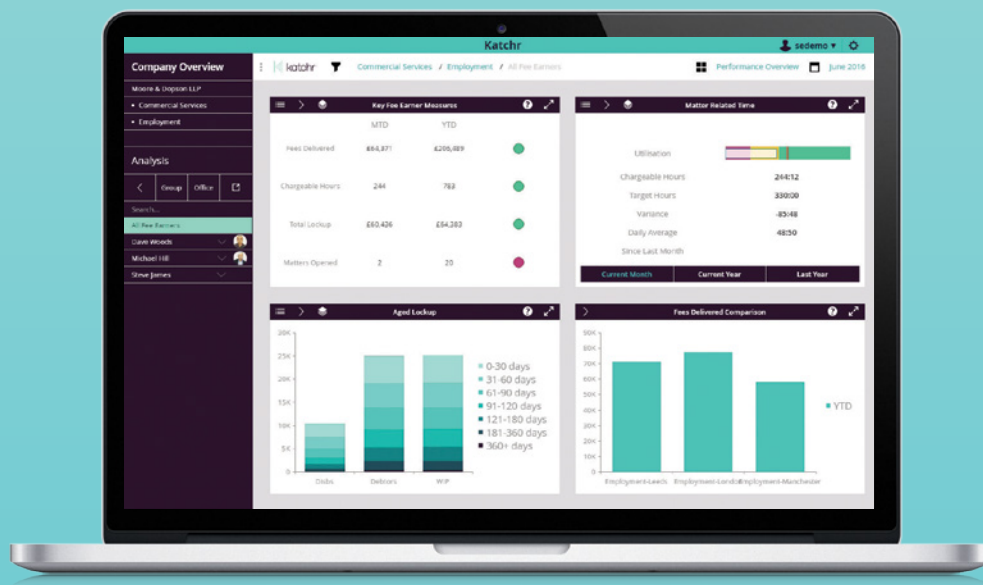 Katchr
sedemo
Company Overview
katchr
Commercial Services / Employment / All Fee Earners
Performance Overview
June 2016
Moore & Dopson LLP
Commercial Services
Employment
Analysis
Group
Office
Search...
All Fee Earners
Dave Woods
Michael Hill
Steve James
Key Fee Earner Measures
MTD
YTD
Fees Delivered
£206,489
Chargeable Hours
244
783
Total Lockup
Matters Opened
2
20
Matter Related Time
Utilisation
Chargeable Hours
244:12
Target Hours
330:00
Variance
-85:48
Daily Average
48:50
Since Last Month
Current Month
Current Year
Last Year
Aged Lockup
30K
25K
20K
15K
10K
5K
0
Disbs
Debtors
WIP
0-30 days
31-60 days
61-90 days
91-120 days
121-180 days
181-360 days
360+ days
Fees Delivered Comparison
90K
80K
70K
60K
50K
40K
30K
20K
10K
0
Employment-Leeds
Employment-London
Employment-Manchester
YTD